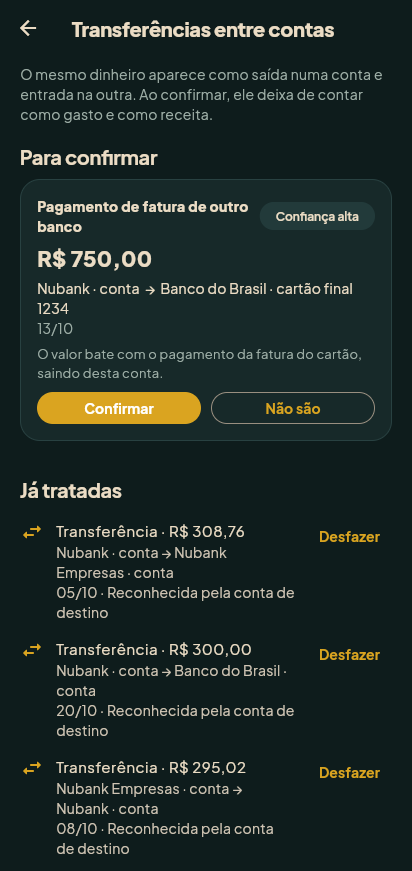 Transferências entre contas
O mesmo dinheiro aparece como saída numa conta e
entrada na outra. Ao confirmar, ele deixa de contar
como gasto e como receita.
Para confirmar
Pagamento de fatura de outro
banco
Confiança alta
R$ 750,00
Nubank · conta → Banco do Brasil · cartão final
1234
13/10
O valor bate com o pagamento da fatura do cartão,
saindo desta conta.
Confirmar
Não são
Já tratadas
Transferência · R$ 308,76
Desfazer
Nubank · conta → Nubank
Empresas · conta
05/10 · Reconhecida pela conta de
destino
Transferência · R$ 300,00
Desfazer
Nubank · conta → Banco do Brasil ·
conta
20/10 · Reconhecida pela conta de
destino
Transferência · R$ 295,02
Desfazer
Nubank Empresas · conta →
Nubank · conta
08/10 · Reconhecida pela conta
de destino